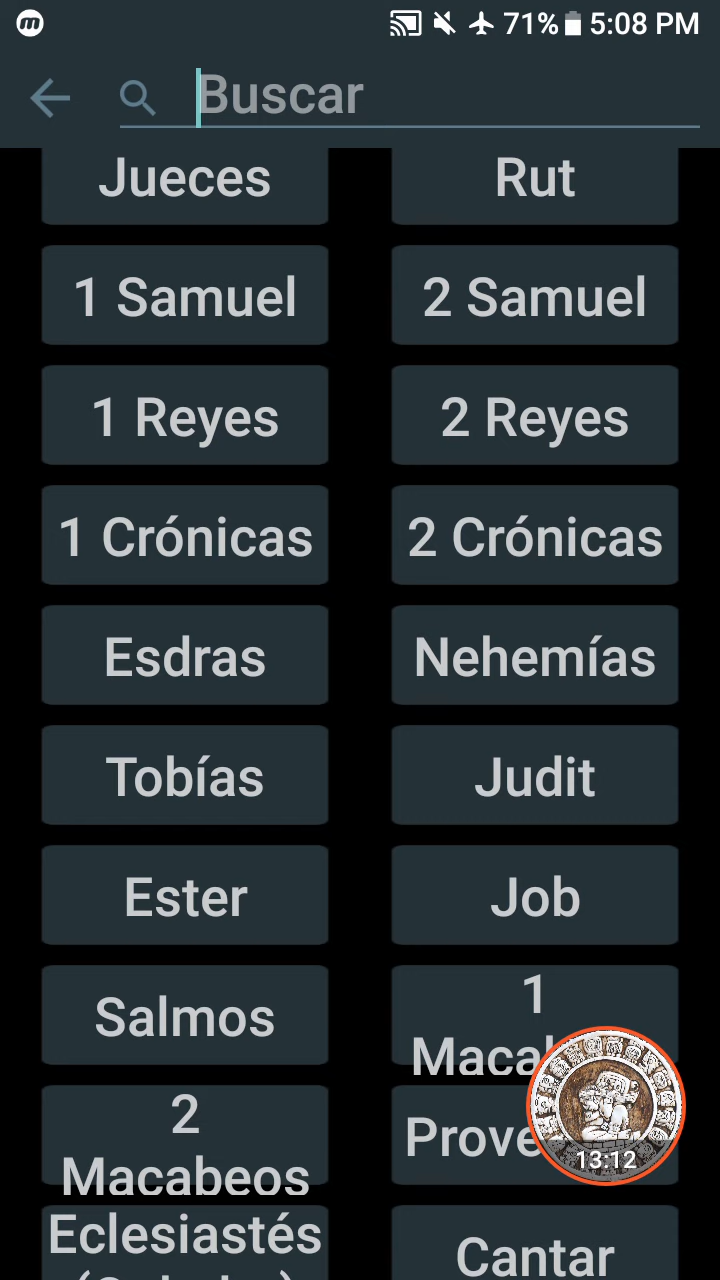 m 71% 5:08 PM
Buscar
Jueces Rut
1 Samuel 2 Samuel
1 Reyes 2 Reyes
1 Crónicas 2 Crónicas
Esdras Nehemías
Tobías Judit
Ester Job
Salmos 1
2
Macabeos
13:12
Eclesiastés Cantar